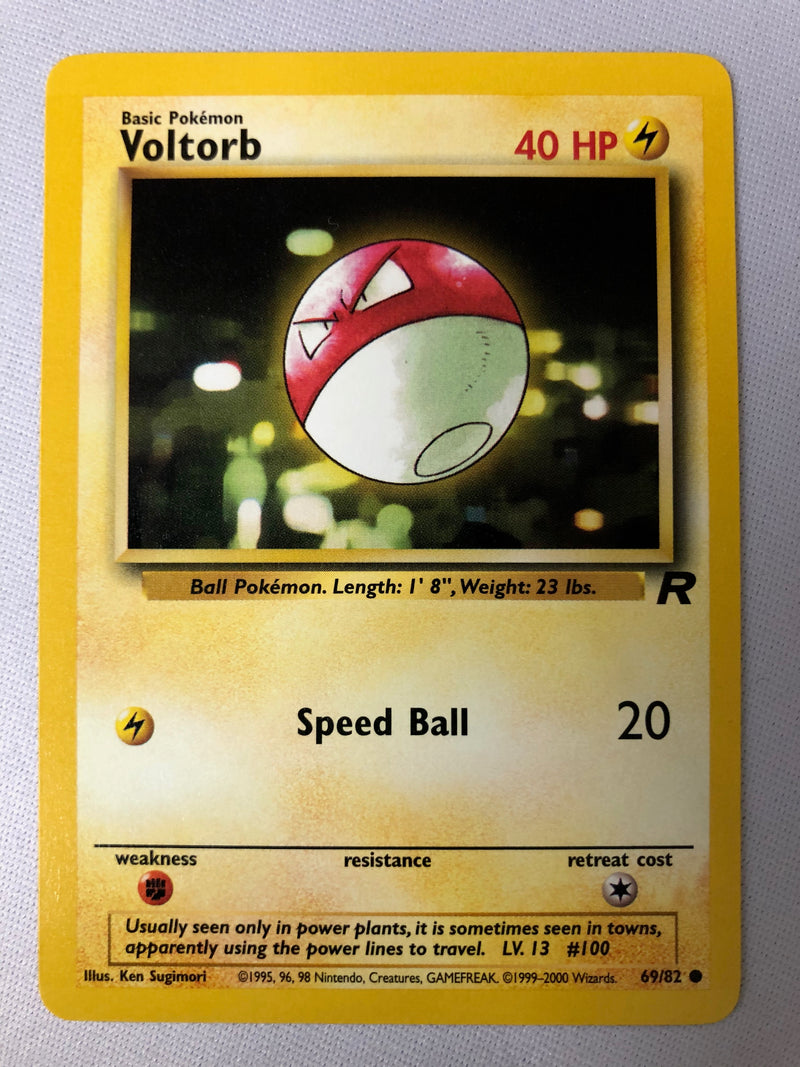 Basic Pokémon
Voltorb 40 HP
Ball Pokémon. Length: 1' 8", Weight: 23 lbs.
R
Speed Ball 20
weakness resistance retreat cost
Usually seen only in power plants, it is sometimes seen in towns,
apparently using the power lines to travel. LV. 13 #100
Illus. Ken Sugimori ©1995, 96, 98 Nintendo, Creatures, GAMEFREAK. ©1999–2000 Wizards. 69/82